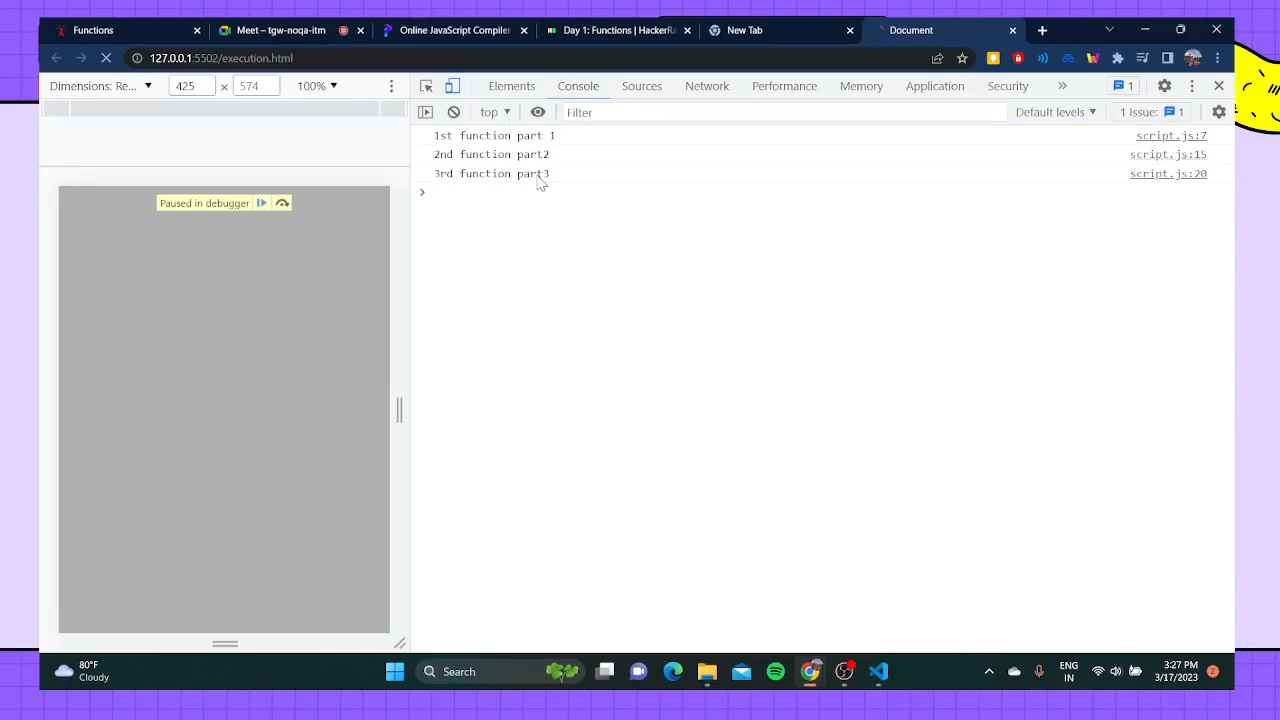 Functions
Meet – tgw-noqa-itm
Online JavaScript Compiler
Day 1: Functions | HackerRa
New Tab
Document
127.0.0.1:5502/execution.html
Dimensions: Re...
425
×
574
100%
Elements
Console
Sources
Network
Performance
Memory
Application
Security
»
1
top
Filter
Default levels
1 Issue:
1
1st function part 1
script.js:7
2nd function part2
script.js:15
3rd function part3
script.js:20
Paused in debugger
80°F
Cloudy
Search
ENG
IN
3:27 PM
3/17/2023
2